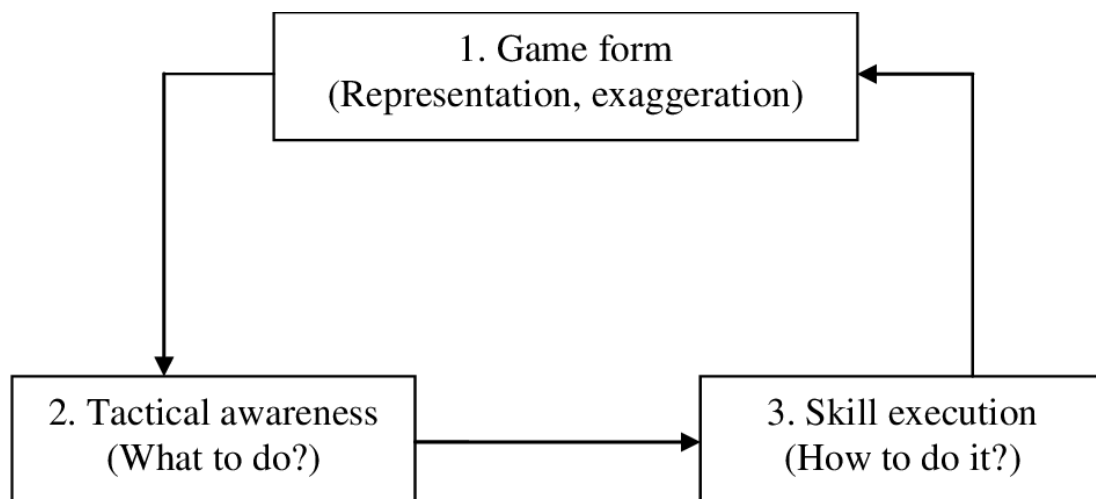 1. Game form
(Representation, exaggeration)
2. Tactical awareness
(What to do?)
3. Skill execution
(How to do it?)